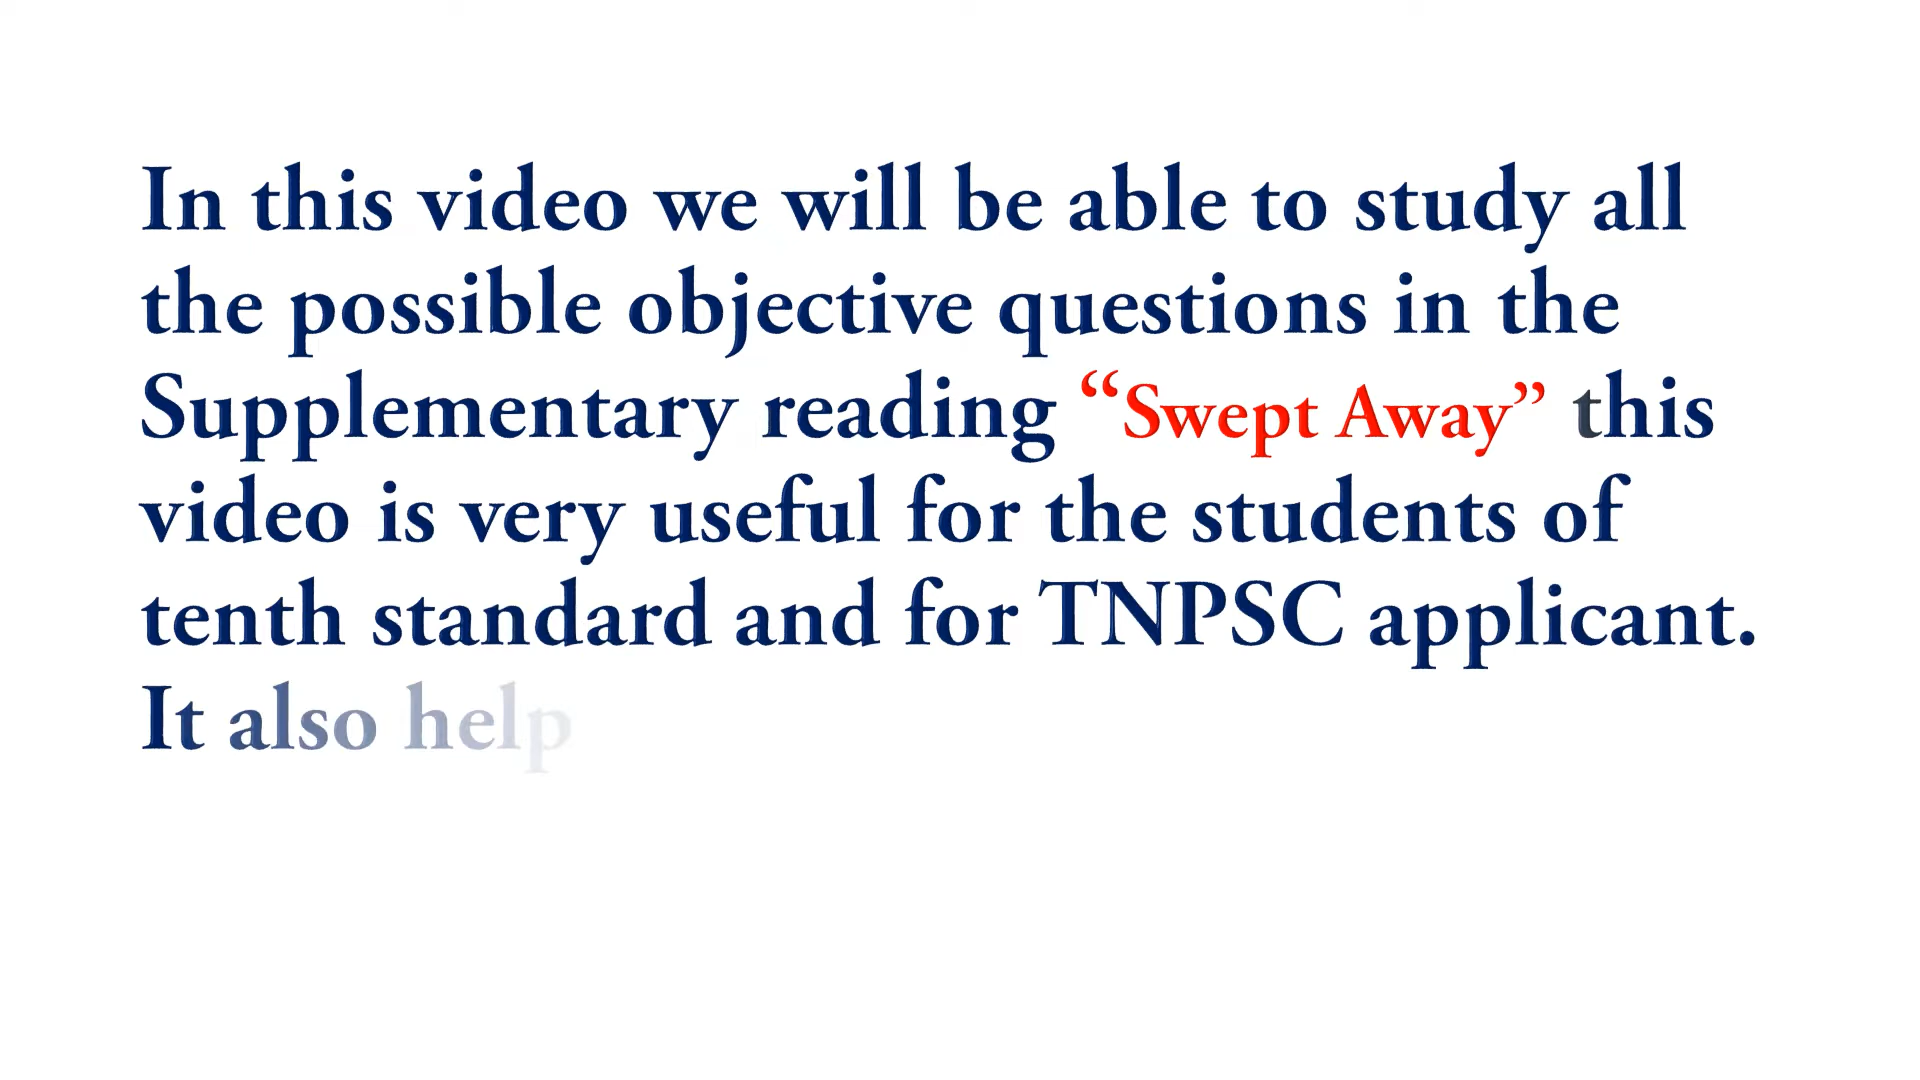 In this video we will be able to study all
the possible objective questions in the
Supplementary reading “Swept Away” this
video is very useful for the students of
tenth standard and for TNPSC applicant.
It also help